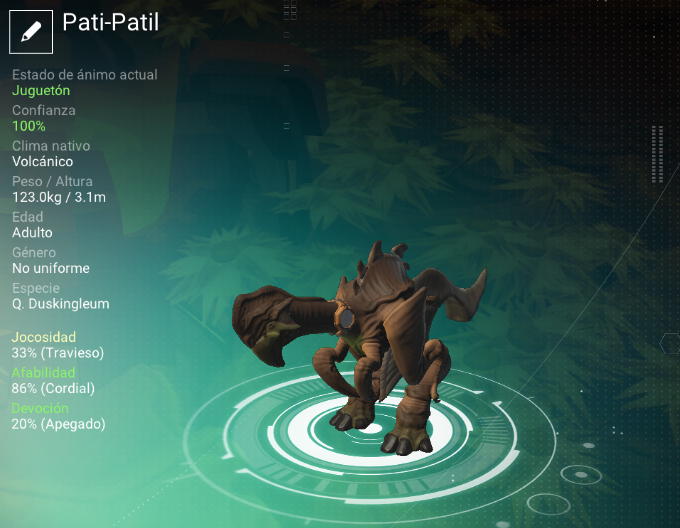 Pati-Patil
Estado de ánimo actual
Juguetón
Confianza
100%
Clima nativo
Volcánico
Peso / Altura
123.0kg / 3.1m
Edad
Adulto
Género
No uniforme
Especie
Q. Duskingleum
Jocosidad
33% (Travieso)
Afabilidad
86% (Cordial)
Devoción
20% (Apegado)